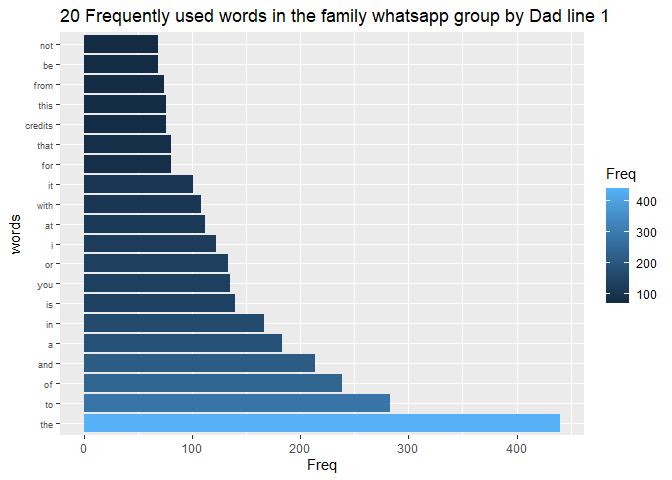 20 Frequently used words in the family whatsapp group by Dad line 1
not
be
from
this
credits
that
for
it
with
at
i
or
you
is
in
a
and
of
to
the
words
0 100 200 300 400
Freq
Freq
400
300
200
100